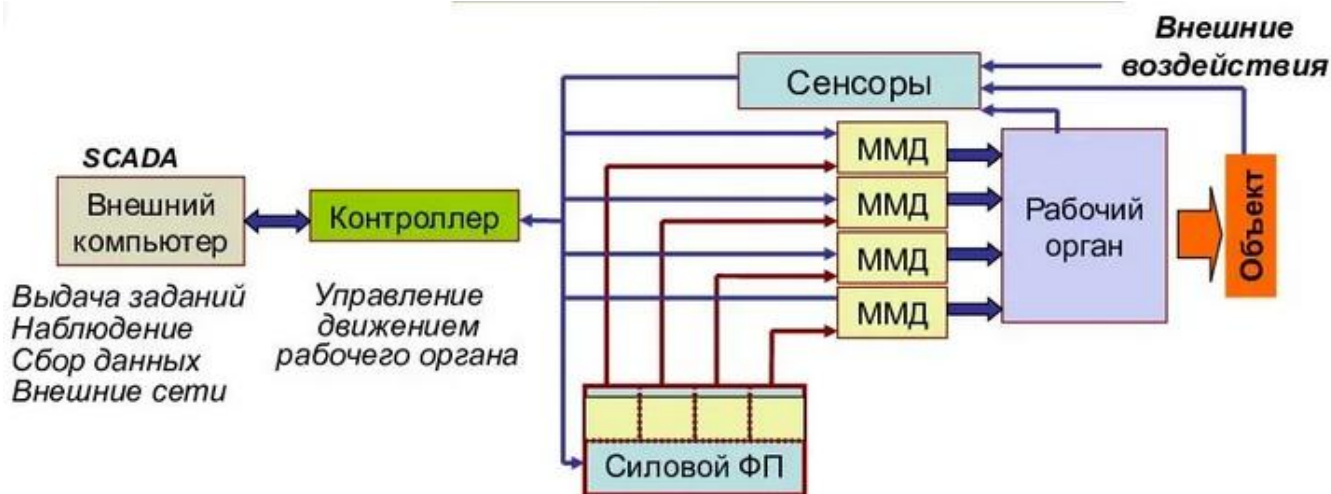 Внешние
воздействия
Сенсоры
SCADA
Внешний
компьютер
Контроллер
ММД
ММД
ММД
ММД
Рабочий
орган
Объект
Выдача заданий
Наблюдение
Сбор данных
Внешние сети
Управление
движением
рабочего органа
Силовой ФП